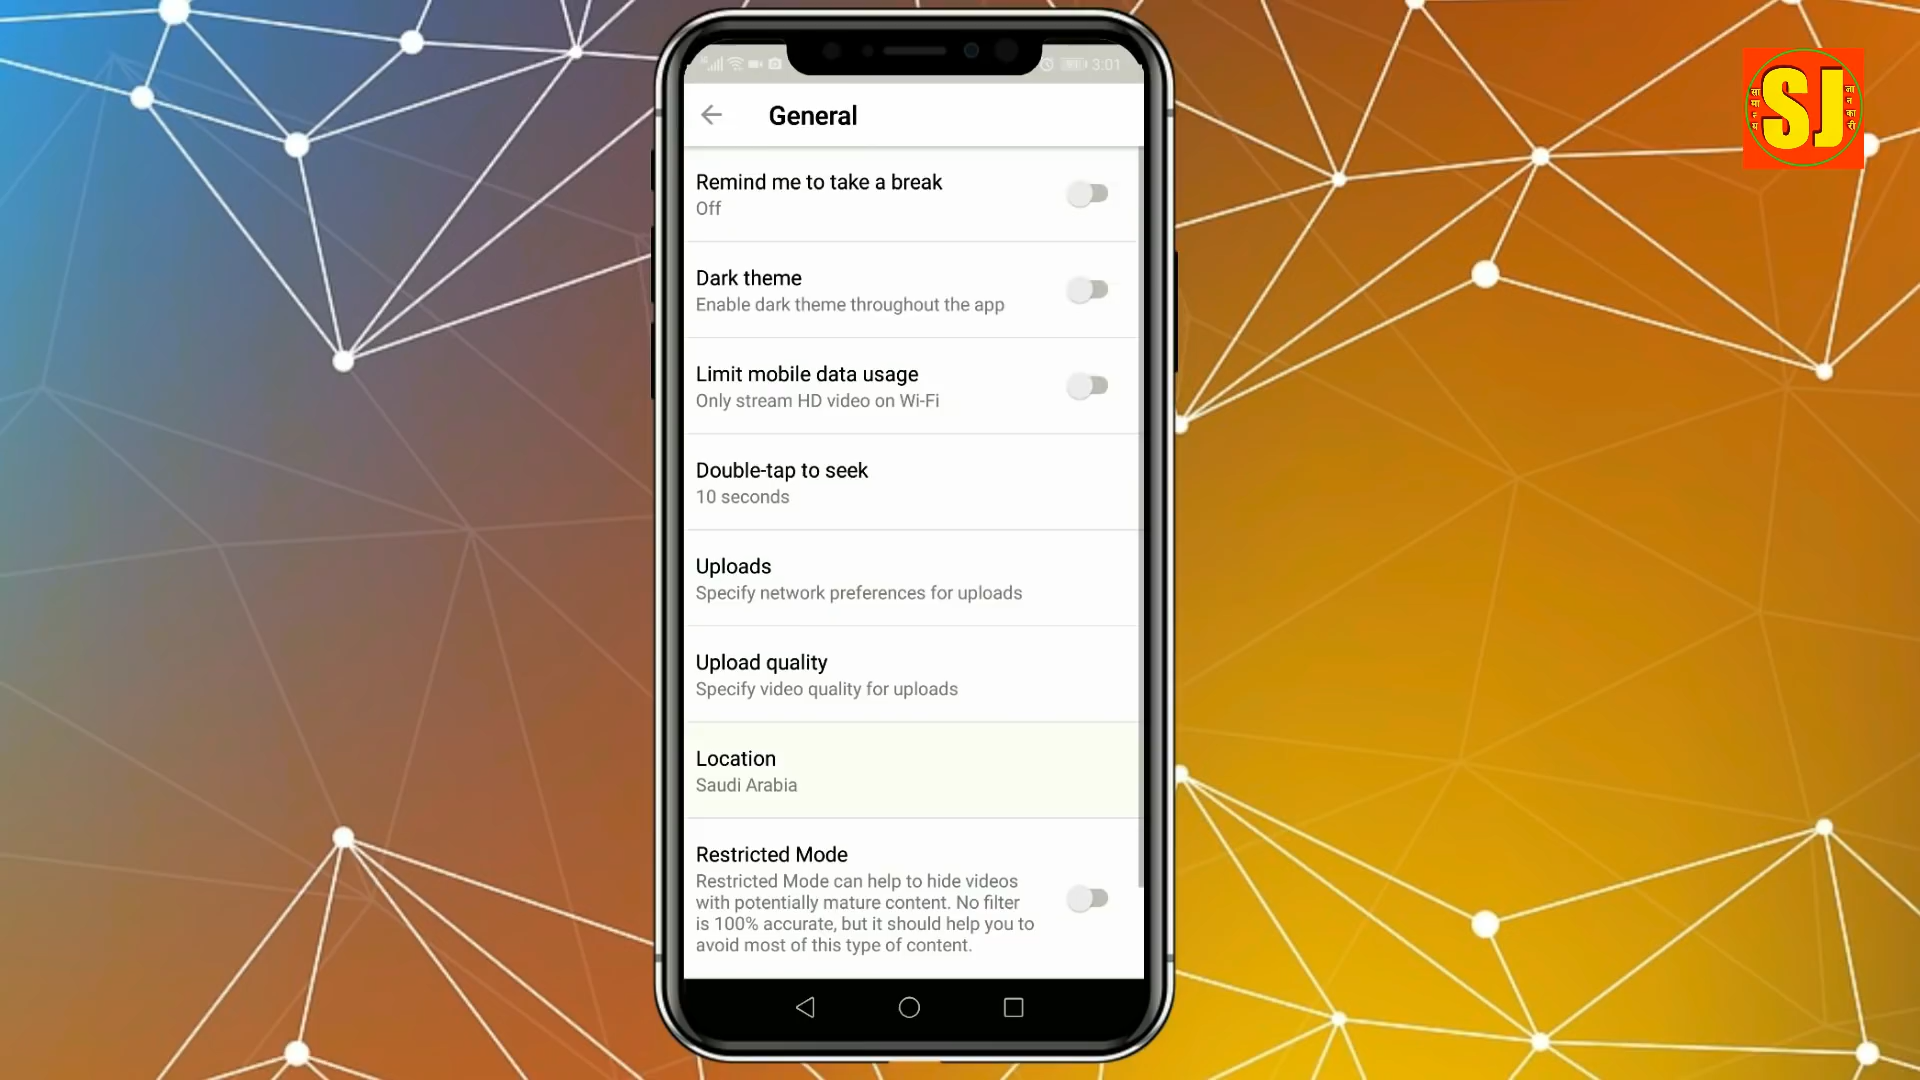 3:01
SJ
सामान्य
जानकारी
General
Remind me to take a break
Off
Dark theme
Enable dark theme throughout the app
Limit mobile data usage
Only stream HD video on Wi-Fi
Double-tap to seek
10 seconds
Uploads
Specify network preferences for uploads
Upload quality
Specify video quality for uploads
Location
Saudi Arabia
Restricted Mode
Restricted Mode can help to hide videos
with potentially mature content. No filter
is 100% accurate, but it should help you to
avoid most of this type of content.